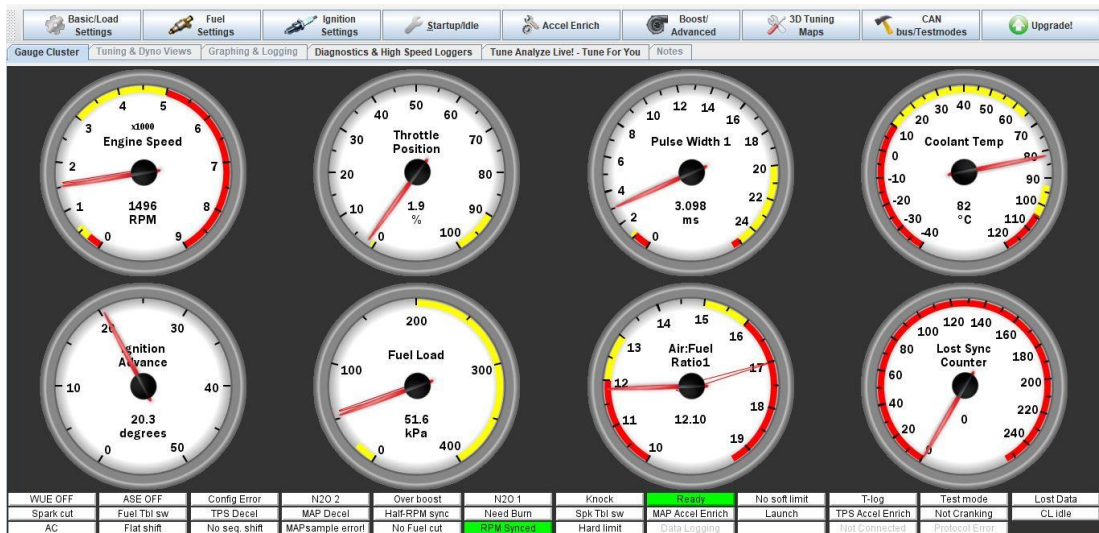 Basic/Load Settings
Fuel Settings
Ignition Settings
Startup/Idle
Accel Enrich
Boost/ Advanced
3D Tuning Maps
CAN bus/Testmodes
Upgrade!
Gauge Cluster
Tuning & Dyno Views
Graphing & Logging
Diagnostics & High Speed Loggers
Tune Analyze Live! - Tune For You
Notes
0 1 2 3 4 5 6 7 8 9
x1000
Engine Speed
1496
RPM
0 10 20 30 40 50 60 70 80 90 100
Throttle
Position
1.9
%
0 2 4 6 8 10 12 14 16 18 20 22 24
Pulse Width 1
3.098
ms
-40 -30 -20 -10 0 10 20 30 40 50 60 70 80 90 100 110 120
Coolant Temp
82
°C
0 10 20 30 40 50
Ignition
Advance
20.3
degrees
0 100 200 300 400
Fuel Load
51.6
kPa
10 11 12 13 14 15 16 17 18 19
Air:Fuel
Ratio1
12.10
0 20 40 60 80 100 120 140 160 180 200 220 240
Lost Sync
Counter
0
WUE OFF ASE OFF Config Error N2O 2 Over boost N2O 1 Knock Ready No soft limit T-log Test mode Lost Data
Spark cut Fuel Tbl sw TPS Decel MAP Decel Half-RPM sync Need Burn Spk Tbl sw MAP Accel Enrich Launch TPS Accel Enrich Not Cranking CL idle
AC Flat shift No seq. shift MAPsample error! No Fuel cut RPM Synced Hard limit Data Logging Not Connected Protocol Error